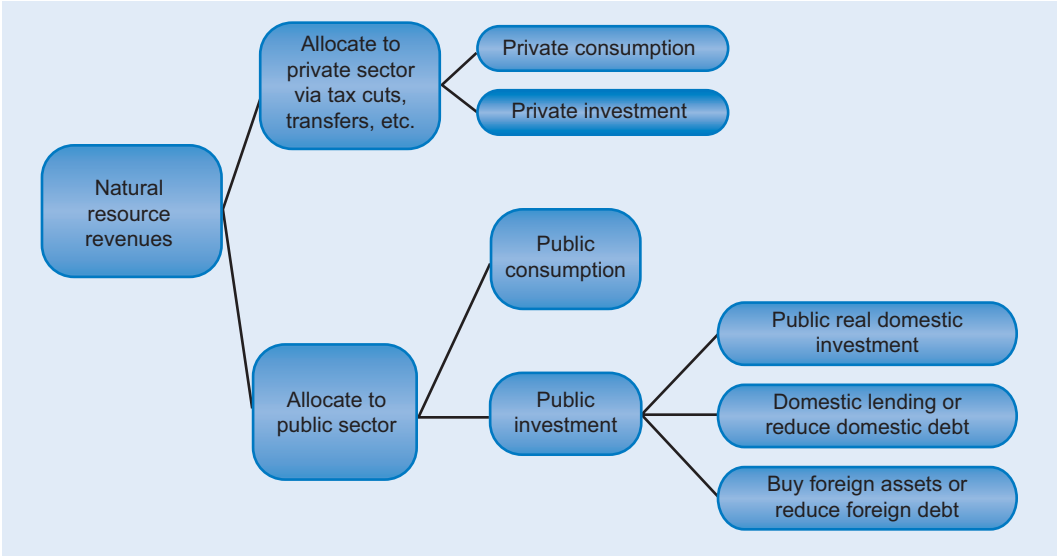 Natural
resource
revenues
Allocate to
private sector
via tax cuts,
transfers, etc.
Private consumption
Private investment
Allocate to
public sector
Public
consumption
Public
investment
Public real domestic
investment
Domestic lending or
reduce domestic debt
Buy foreign assets or
reduce foreign debt